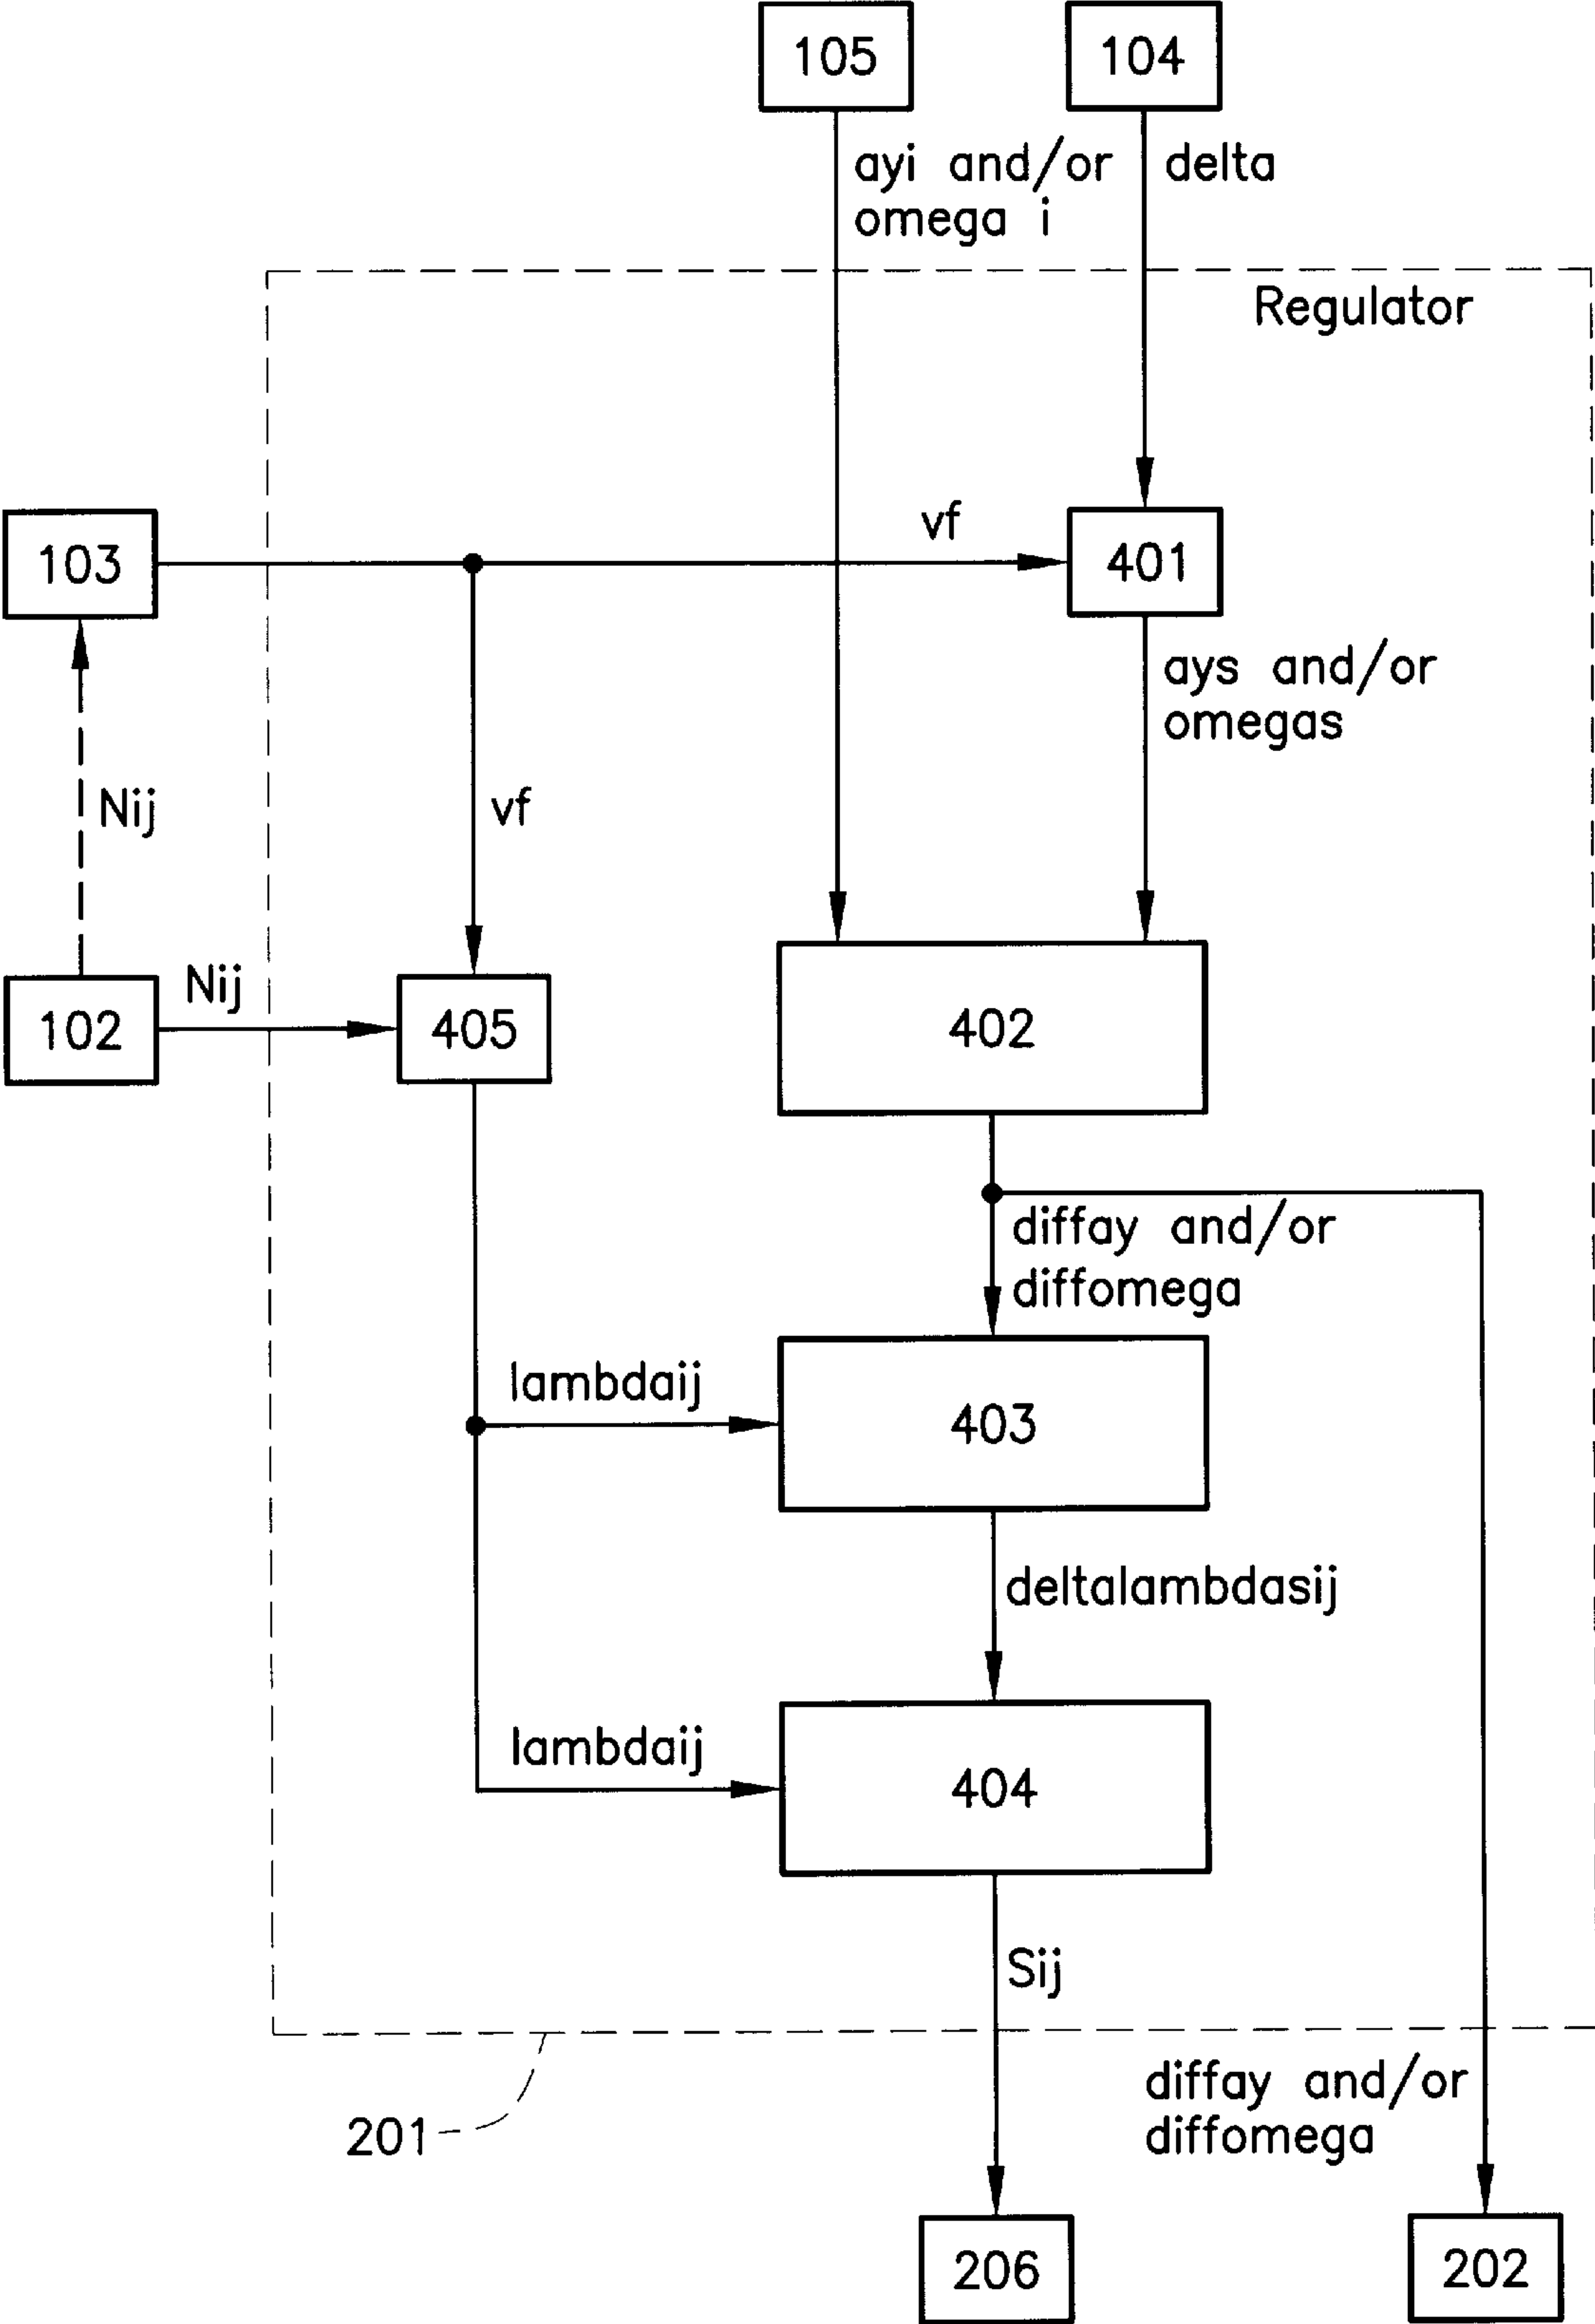 105
104
ayi and/or
omega i
delta
Regulator
103
vf
401
ays and/or
omegas
Nij
vf
102
Nij
405
402
diffay and/or
diffomega
lambdaij
403
deltalambdasij
lambdaij
404
Sij
201
diffay and/or
diffomega
206
202